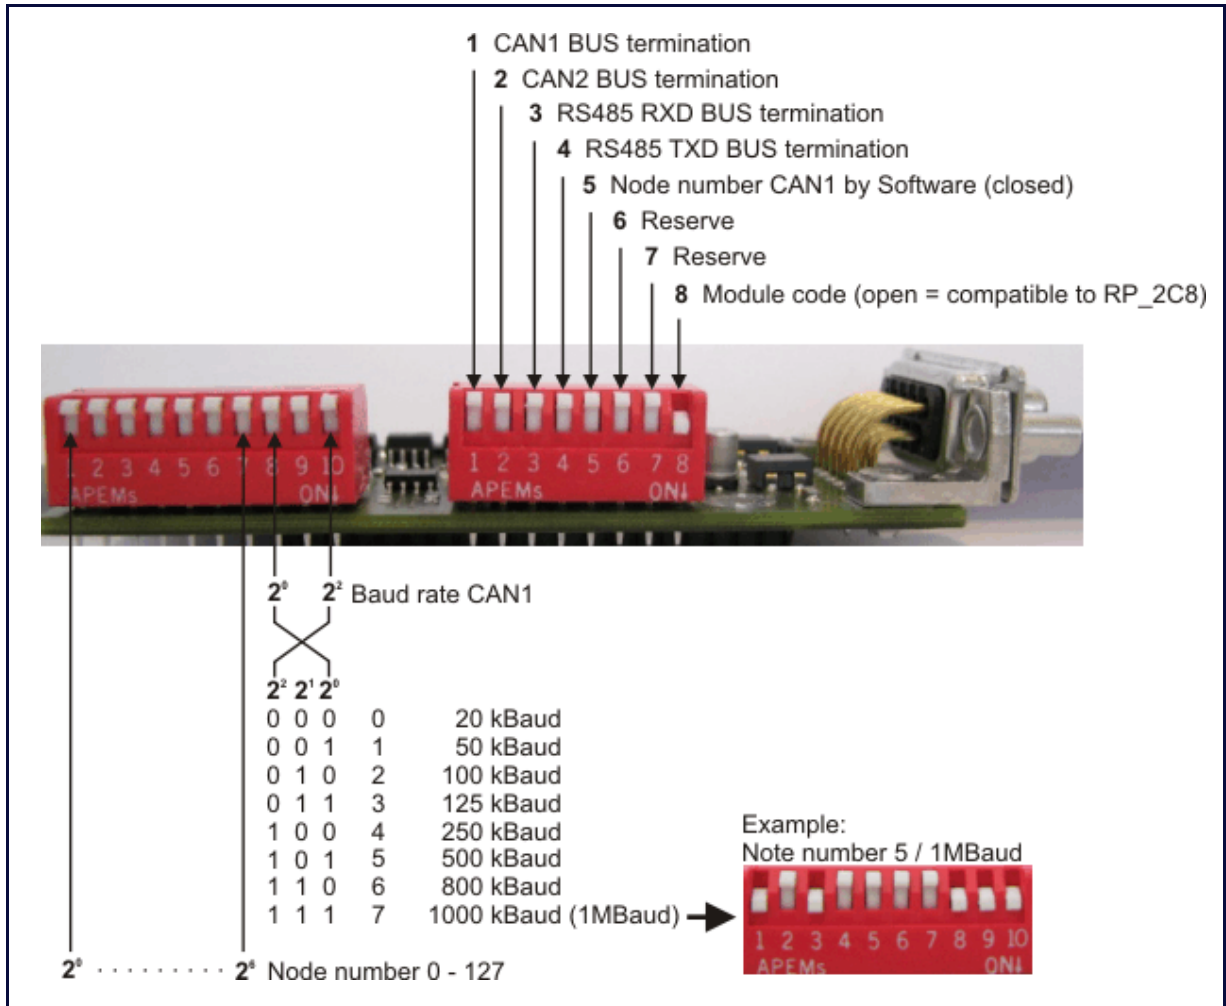 1 CAN1 BUS termination
2 CAN2 BUS termination
3 RS485 RXD BUS termination
4 RS485 TXD BUS termination
5 Node number CAN1 by Software (closed)
6 Reserve
7 Reserve
8 Module code (open = compatible to RP_2C8)
1 2 3 4 5 6 7 8 9 10
APEMs ON↓
1 2 3 4 5 6 7 8
APEMs ON↓
2⁰ 2² Baud rate CAN1
2² 2¹ 2⁰
0 0 0 0 20 kBaud
0 0 1 1 50 kBaud
0 1 0 2 100 kBaud
0 1 1 3 125 kBaud
1 0 0 4 250 kBaud
1 0 1 5 500 kBaud
1 1 0 6 800 kBaud
1 1 1 7 1000 kBaud (1MBaud)
Example:
Note number 5 / 1MBaud
1 2 3 4 5 6 7 8 9 10
APEMs ON↓
2⁰ · · · · · · · · · 2⁶ Node number 0 - 127